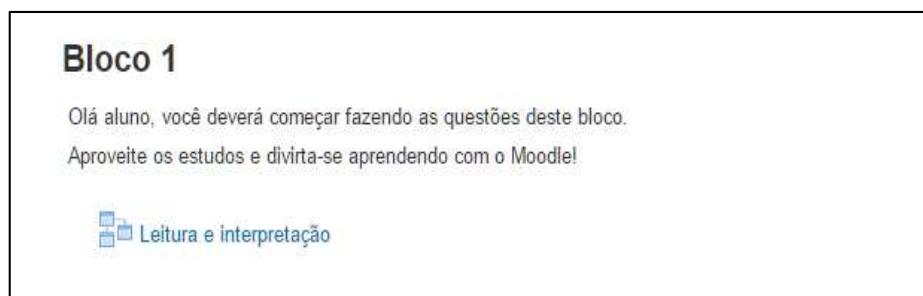 Bloco 1
Olá aluno, você deverá começar fazendo as questões deste bloco.
Aproveite os estudos e divirta-se aprendendo com o Moodle!
Leitura e interpretação